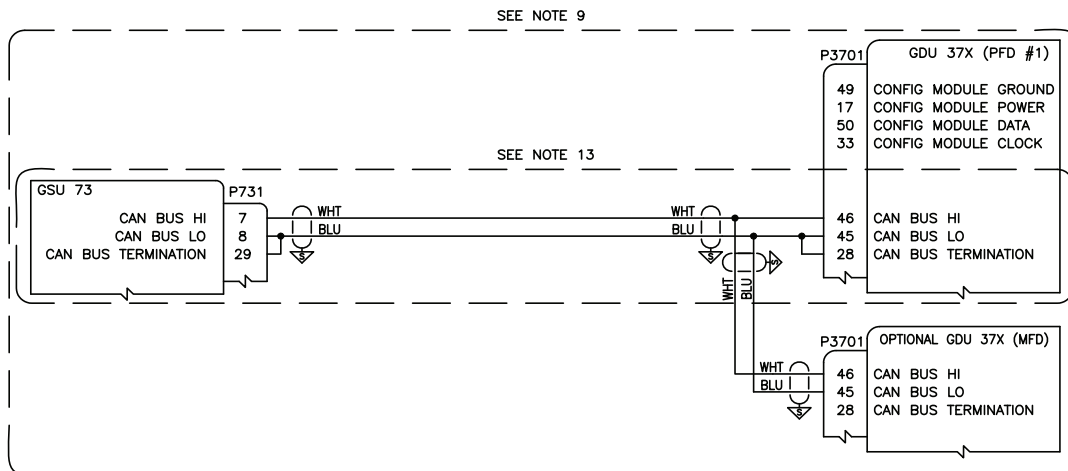 SEE NOTE 9
P3701 GDU 37X (PFD #1)
49 CONFIG MODULE GROUND
17 CONFIG MODULE POWER
50 CONFIG MODULE DATA
33 CONFIG MODULE CLOCK
SEE NOTE 13
GSU 73 P731
CAN BUS HI 7 WHT WHT 46 CAN BUS HI
CAN BUS LO 8 BLU BLU 45 CAN BUS LO
CAN BUS TERMINATION 29 28 CAN BUS TERMINATION
S S S
WHT BLU
P3701 OPTIONAL GDU 37X (MFD)
WHT 46 CAN BUS HI
BLU 45 CAN BUS LO
28 CAN BUS TERMINATION
S